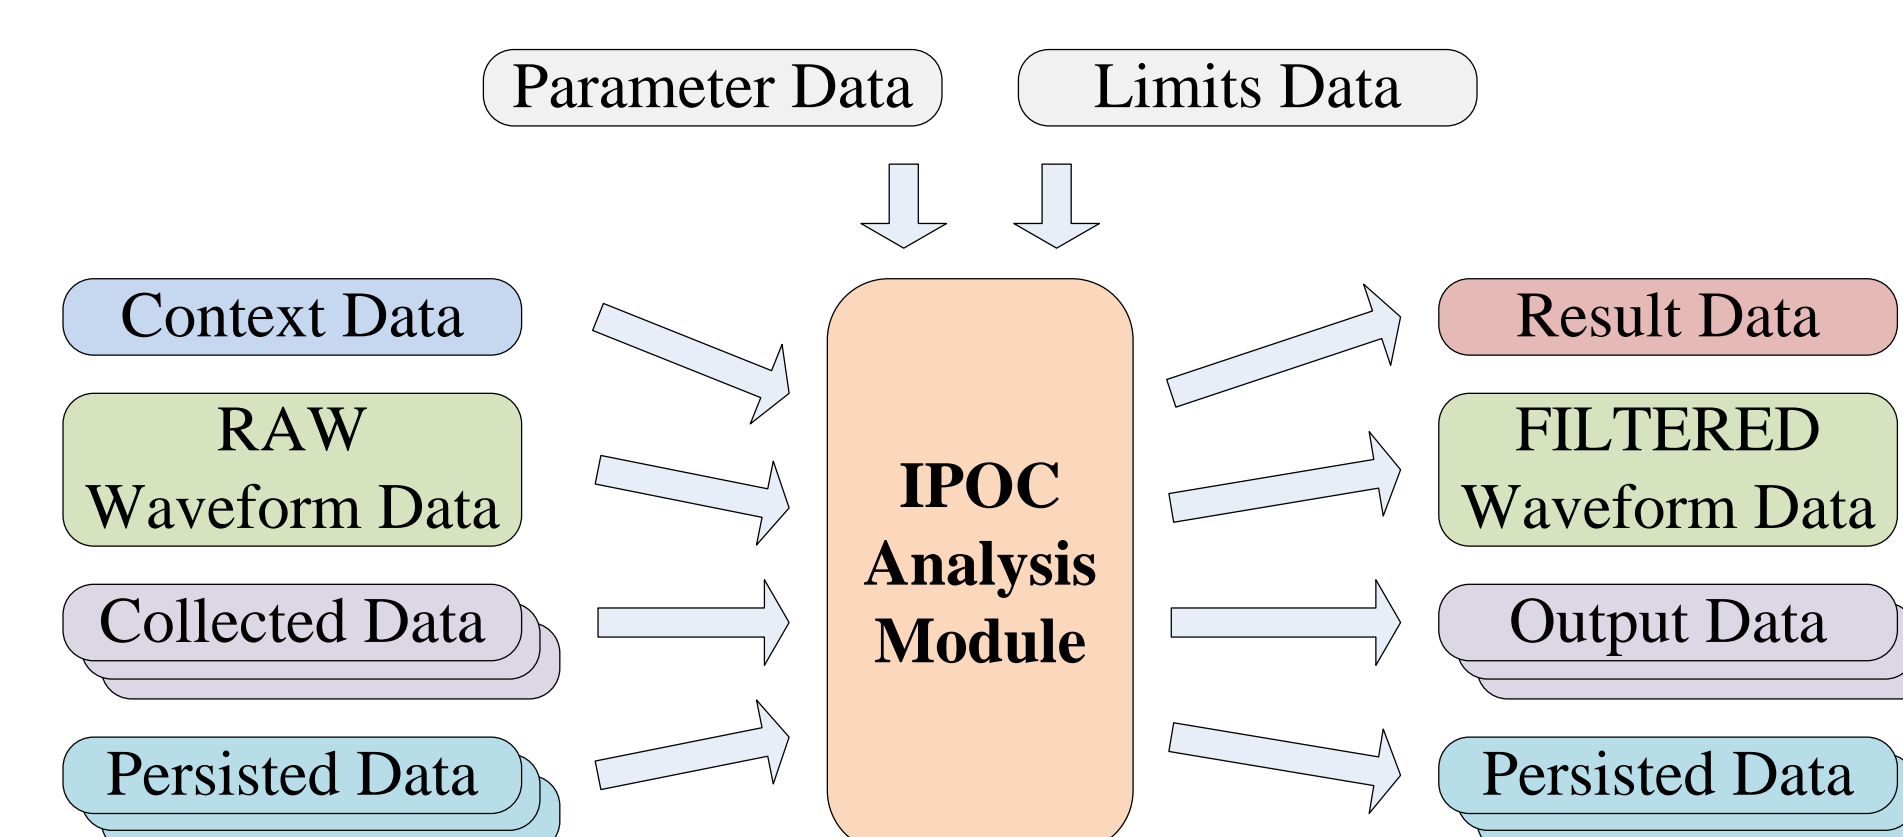 Parameter Data
Limits Data
Context Data
RAW
Waveform Data
Collected Data
Persisted Data
IPOC
Analysis
Module
Result Data
FILTERED
Waveform Data
Output Data
Persisted Data